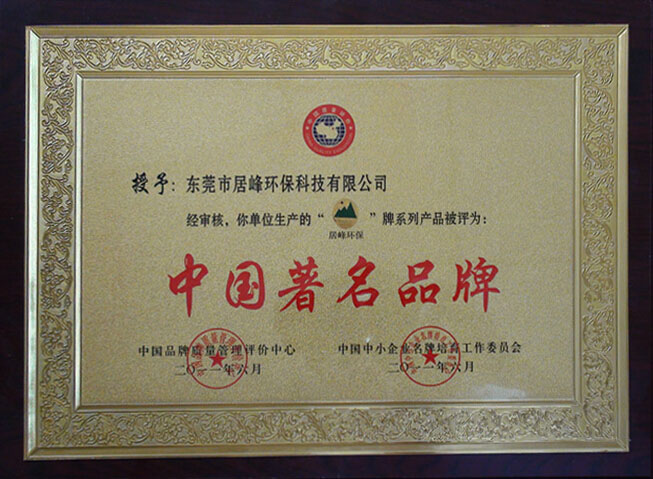 授予：东莞市居峰环保科技有限公司
经审核，你单位生产的“ ”牌系列产品被评为：
居峰环保
中国著名品牌
中国品牌质量管理评价中心
二〇一一年六月
中国中小企业名牌培育工作委员会
二〇一一年六月